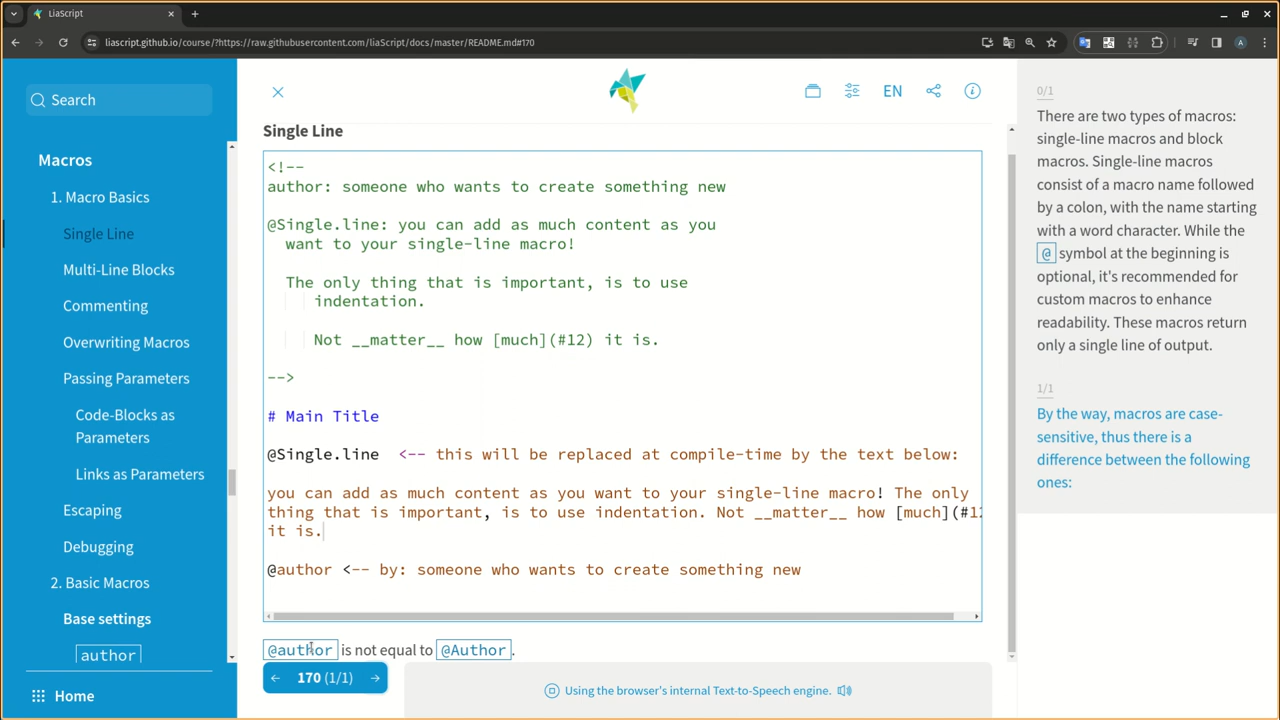 LiaScript
liascript.github.io/course/?https://raw.githubusercontent.com/liaScript/docs/master/README.md#170
A
Search
Macros
1. Macro Basics
Single Line
Multi-Line Blocks
Commenting
Overwriting Macros
Passing Parameters
Code-Blocks as
Parameters
Links as Parameters
Escaping
Debugging
2. Basic Macros
Base settings
author
Home
EN
Single Line
<!--
author: someone who wants to create something new
@Single.line: you can add as much content as you
want to your single-line macro!
The only thing that is important, is to use
indentation.
Not __matter__ how [much](#12) it is.
-->
# Main Title
@Single.line  <-- this will be replaced at compile-time by the text below:
you can add as much content as you want to your single-line macro! The only
thing that is important, is to use indentation. Not __matter__ how [much](#12
it is.
@author <-- by: someone who wants to create something new
@author is not equal to @Author.
170 (1/1)
Using the browser's internal Text-to-Speech engine.
0/1
There are two types of macros:
single-line macros and block
macros. Single-line macros
consist of a macro name followed
by a colon, with the name starting
with a word character. While the
@ symbol at the beginning is
optional, it's recommended for
custom macros to enhance
readability. These macros return
only a single line of output.
1/1
By the way, macros are case-
sensitive, thus there is a
difference between the following
ones: